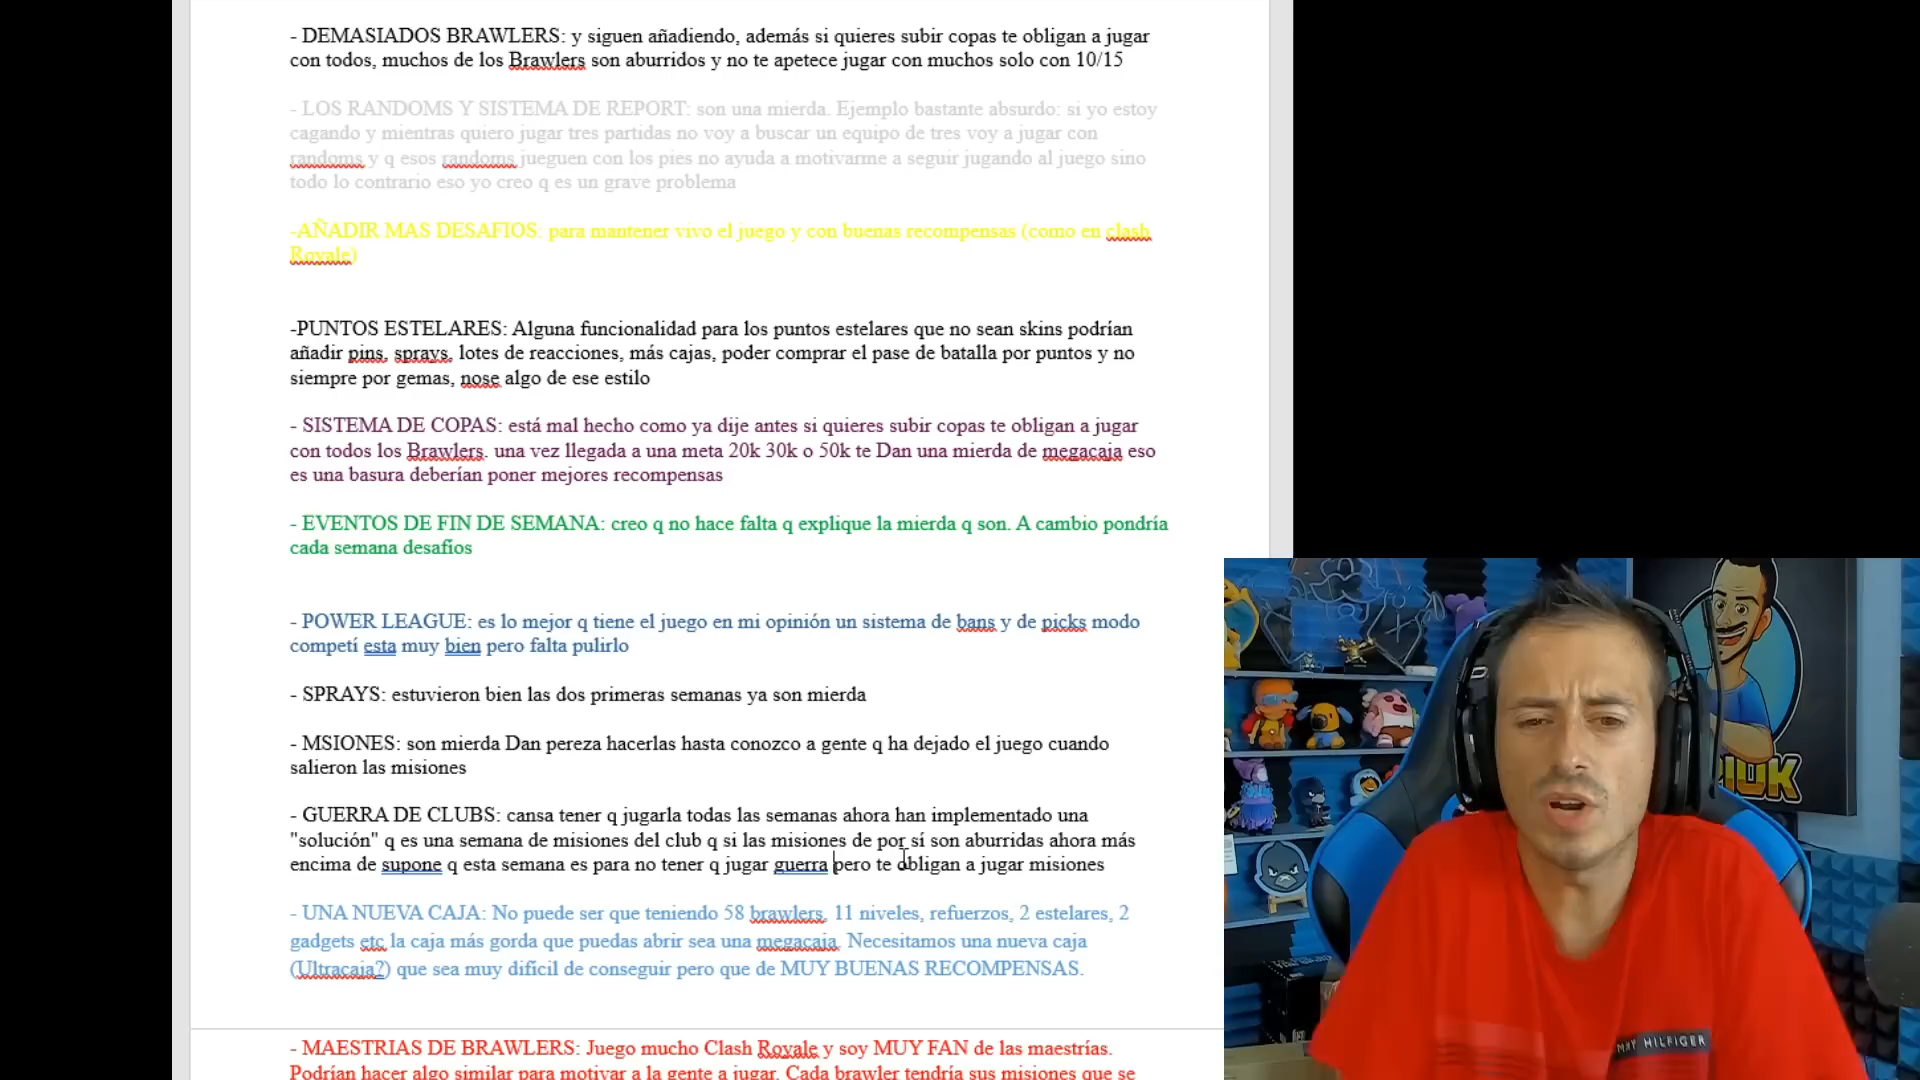 - DEMASIADOS BRAWLERS: y siguen añadiendo, además si quieres subir copas te obligan a jugar
con todos, muchos de los Brawlers son aburridos y no te apetece jugar con muchos solo con 10/15
- LOS RANDOMS Y SISTEMA DE REPORT: son una mierda. Ejemplo bastante absurdo: si yo estoy
cagando y mientras quiero jugar tres partidas no voy a buscar un equipo de tres voy a jugar con
randoms y q esos randoms jueguen con los pies no ayuda a motivarme a seguir jugando al juego sino
todo lo contrario eso yo creo q es un grave problema
-AÑADIR MAS DESAFIOS: para mantener vivo el juego y con buenas recompensas (como en clash
Royale)
-PUNTOS ESTELARES: Alguna funcionalidad para los puntos estelares que no sean skins podrían
añadir pins, sprays, lotes de reacciones, más cajas, poder comprar el pase de batalla por puntos y no
siempre por gemas, nose algo de ese estilo
- SISTEMA DE COPAS: está mal hecho como ya dije antes si quieres subir copas te obligan a jugar
con todos los Brawlers. una vez llegada a una meta 20k 30k o 50k te Dan una mierda de megacaja eso
es una basura deberían poner mejores recompensas
- EVENTOS DE FIN DE SEMANA: creo q no hace falta q explique la mierda q son. A cambio pondría
cada semana desafíos
- POWER LEAGUE: es lo mejor q tiene el juego en mi opinión un sistema de bans y de picks modo
competí esta muy bien pero falta pulirlo
- SPRAYS: estuvieron bien las dos primeras semanas ya son mierda
- MSIONES: son mierda Dan pereza hacerlas hasta conozco a gente q ha dejado el juego cuando
salieron las misiones
- GUERRA DE CLUBS: cansa tener q jugarla todas las semanas ahora han implementado una
"solución" q es una semana de misiones del club q si las misiones de por sí son aburridas ahora más
encima de supone q esta semana es para no tener q jugar guerra pero te obligan a jugar misiones
- UNA NUEVA CAJA: No puede ser que teniendo 58 brawlers, 11 niveles, refuerzos, 2 estelares, 2
gadgets etc la caja más gorda que puedas abrir sea una megacaja. Necesitamos una nueva caja
(Ultracaja?) que sea muy difícil de conseguir pero que de MUY BUENAS RECOMPENSAS.
- MAESTRIAS DE BRAWLERS: Juego mucho Clash Royale y soy MUY FAN de las maestrías.
Podrían hacer algo similar para motivar a la gente a jugar. Cada brawler tendría sus misiones que se
HILFIGER